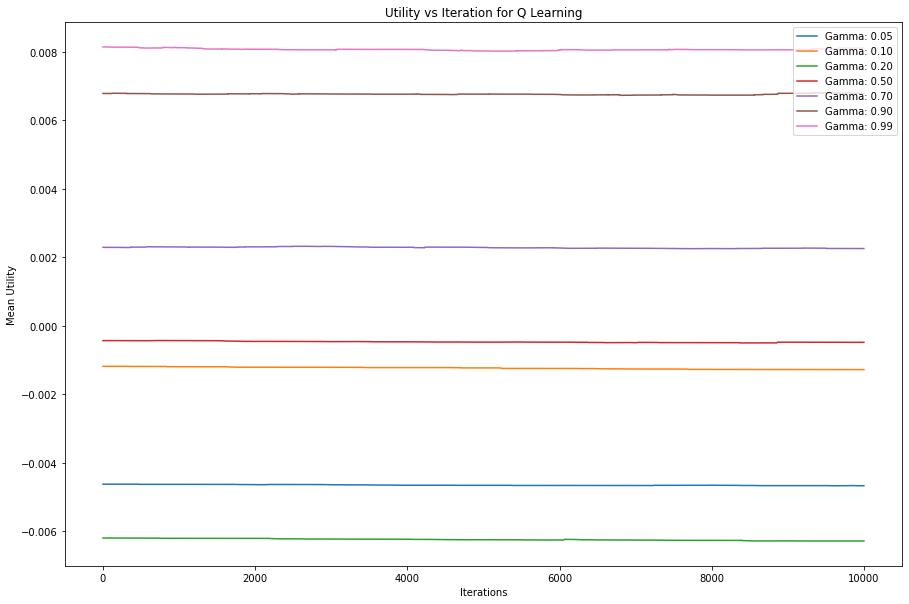 Utility vs Iteration for Q Learning
Gamma: 0.05
Gamma: 0.10
Gamma: 0.20
Gamma: 0.50
Gamma: 0.70
Gamma: 0.90
Gamma: 0.99
Mean Utility
0.008
0.006
0.004
0.002
0.000
−0.002
−0.004
−0.006
0
2000
4000
6000
8000
10000
Iterations